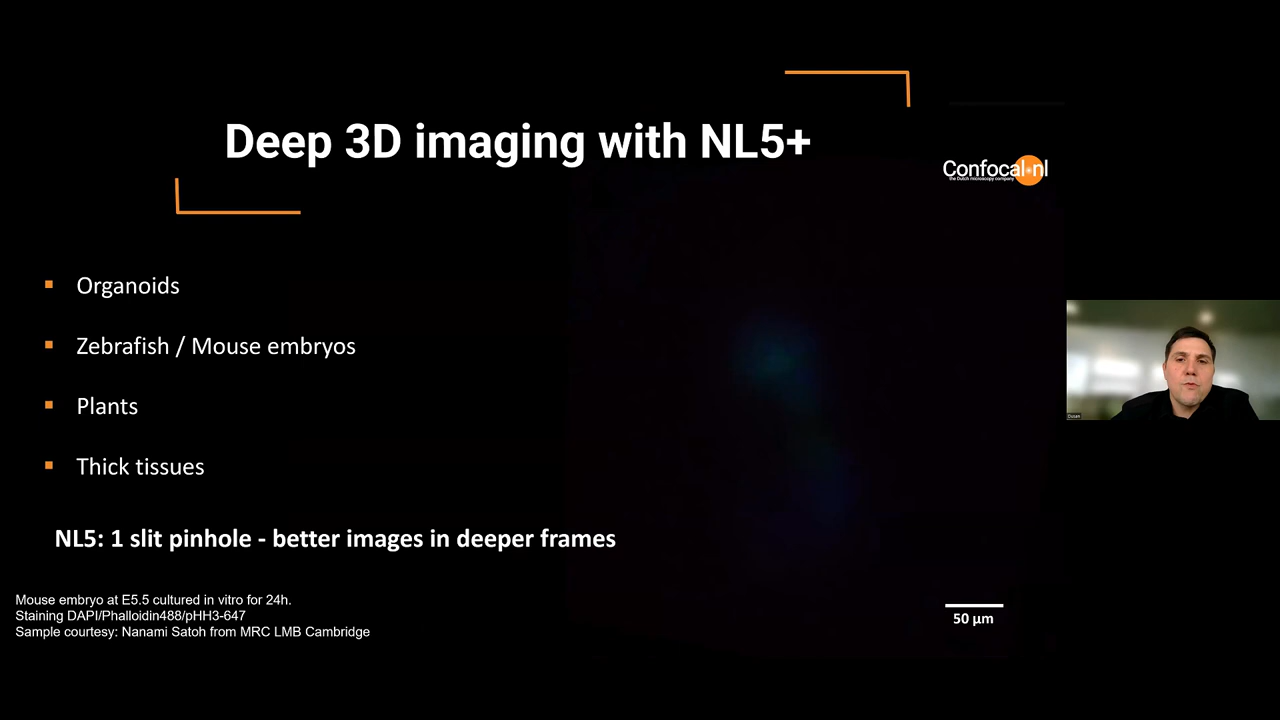 Deep 3D imaging with NL5+
Confocal•nl
the Dutch microscopy company
▪ Organoids
▪ Zebrafish / Mouse embryos
▪ Plants
▪ Thick tissues
NL5: 1 slit pinhole - better images in deeper frames
Mouse embryo at E5.5 cultured in vitro for 24h.
Staining DAPI/Phalloidin488/pHH3-647
Sample courtesy: Nanami Satoh from MRC LMB Cambridge
50 µm